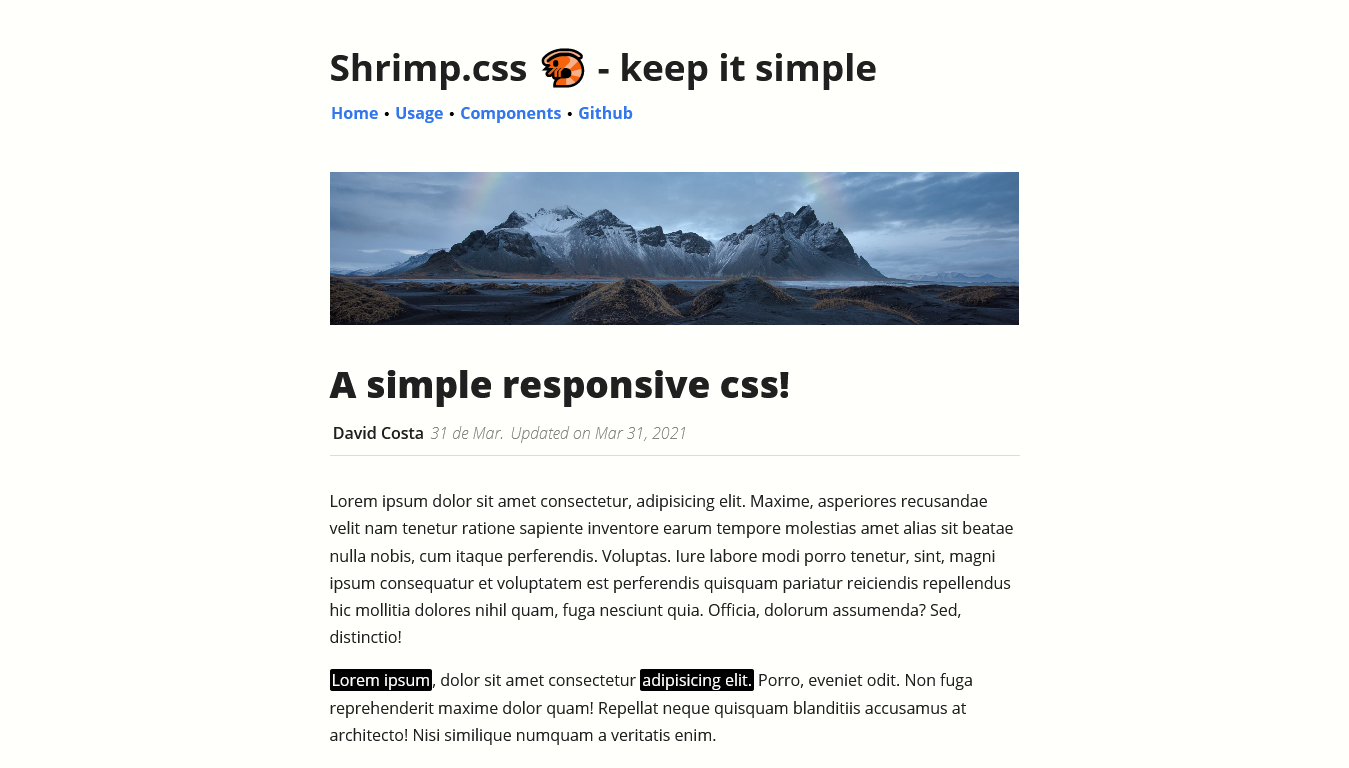 Shrimp.css 🦐 - keep it simple
Home • Usage • Components • Github
A simple responsive css!
David Costa 31 de Mar. Updated on Mar 31, 2021
Lorem ipsum dolor sit amet consectetur, adipisicing elit. Maxime, asperiores recusandae
velit nam tenetur ratione sapiente inventore earum tempore molestias amet alias sit beatae
nulla nobis, cum itaque perferendis. Voluptas. Iure labore modi porro tenetur, sint, magni
ipsum consequatur et voluptatem est perferendis quisquam pariatur reiciendis repellendus
hic mollitia dolores nihil quam, fuga nesciunt quia. Officia, dolorum assumenda? Sed,
distinctio!
Lorem ipsum, dolor sit amet consectetur adipisicing elit. Porro, eveniet odit. Non fuga
reprehenderit maxime dolor quam! Repellat neque quisquam blanditiis accusamus at
architecto! Nisi similique numquam a veritatis enim.